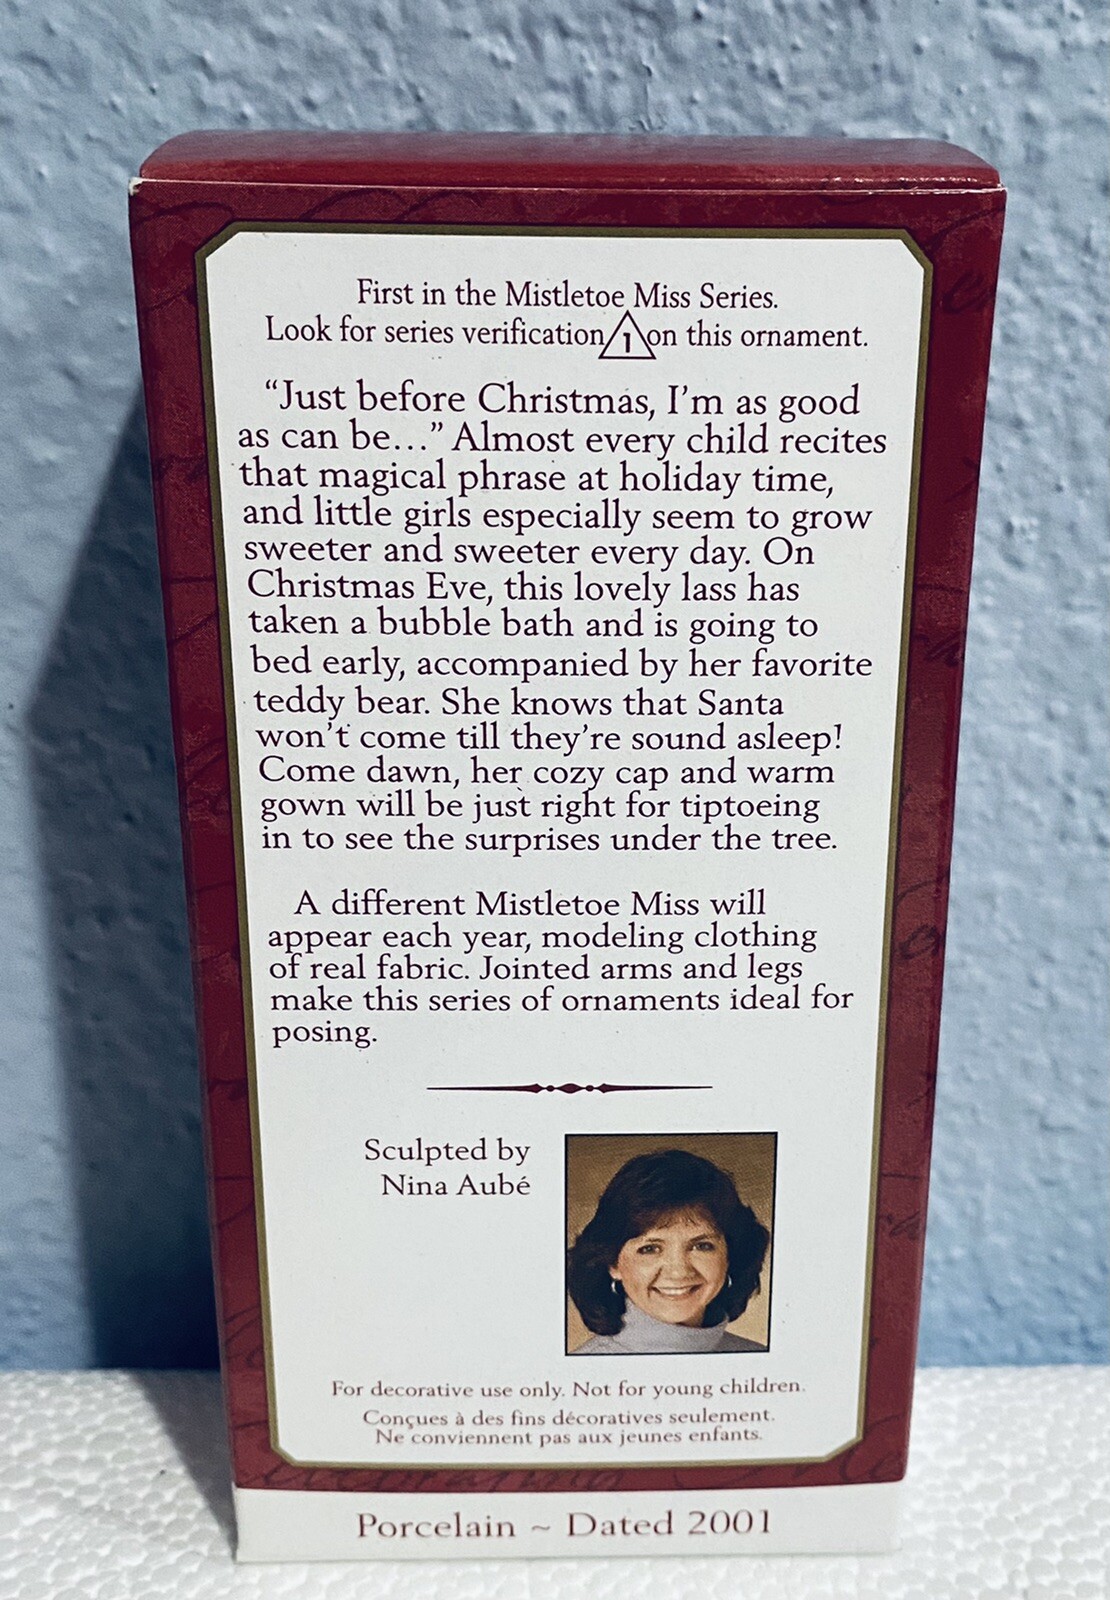 First in the Mistletoe Miss Series.
Look for series verification 1 on this ornament.
“Just before Christmas, I’m as good
as can be…” Almost every child recites
that magical phrase at holiday time,
and little girls especially seem to grow
sweeter and sweeter every day. On
Christmas Eve, this lovely lass has
taken a bubble bath and is going to
bed early, accompanied by her favorite
teddy bear. She knows that Santa
won’t come till they’re sound asleep!
Come dawn, her cozy cap and warm
gown will be just right for tiptoeing
in to see the surprises under the tree.
A different Mistletoe Miss will
appear each year, modeling clothing
of real fabric. Jointed arms and legs
make this series of ornaments ideal for
posing.
Sculpted by
Nina Aubé
For decorative use only. Not for young children.
Conçues à des fins décoratives seulement.
Ne conviennent pas aux jeunes enfants.
Porcelain ~ Dated 2001